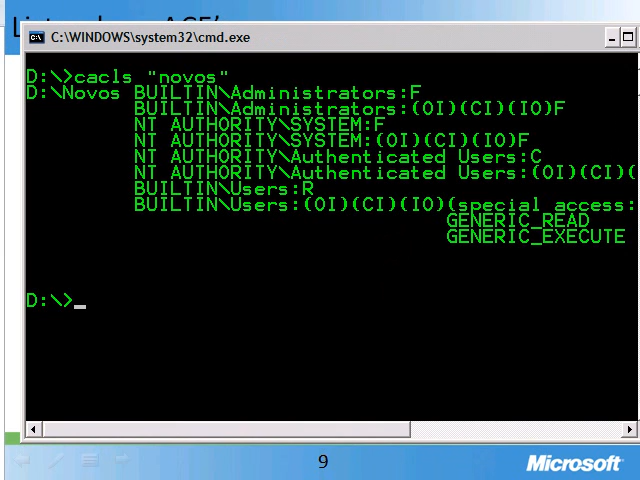 C:\WINDOWS\system32\cmd.exe
D:\>cacls "novos"
D:\Novos BUILTIN\Administrators:F
BUILTIN\Administrators:(OI)(CI)(IO)F
NT AUTHORITY\SYSTEM:F
NT AUTHORITY\SYSTEM:(OI)(CI)(IO)F
NT AUTHORITY\Authenticated Users:C
NT AUTHORITY\Authenticated Users:(OI)(CI)(
BUILTIN\Users:R
BUILTIN\Users:(OI)(CI)(IO)(special access:
GENERIC_READ
GENERIC_EXECUTE
D:\>_
9
Microsoft